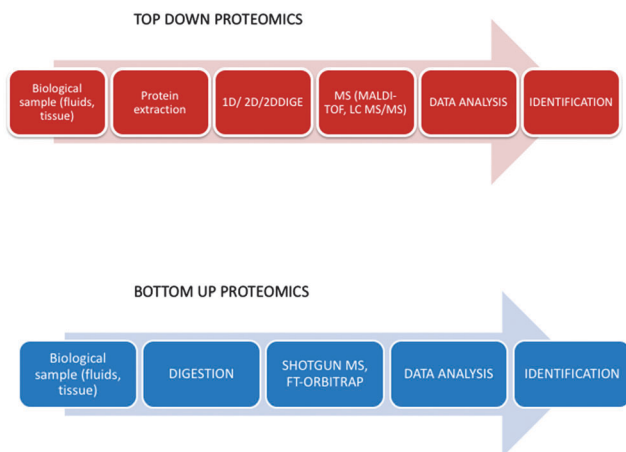 TOP DOWN PROTEOMICS
Biological
sample (fluids,
tissue)
Protein
extraction
1D/ 2D/2DDIGE
MS (MALDI-
TOF, LC MS/MS)
DATA ANALYSIS
IDENTIFICATION
BOTTOM UP PROTEOMICS
Biological
sample (fluids,
tissue)
DIGESTION
SHOTGUN MS,
FT-ORBITRAP
DATA ANALYSIS
IDENTIFICATION